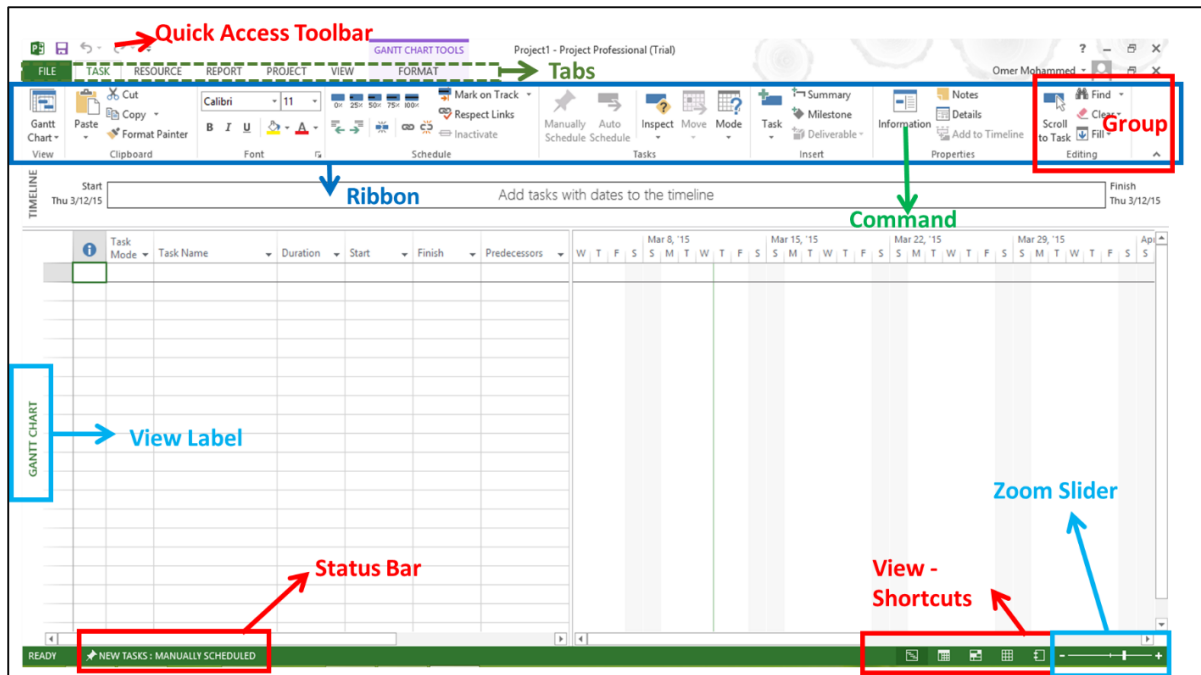 Quick Access Toolbar
GANTT CHART TOOLS
Project1 - Project Professional (Trial)
?
FILE TASK RESOURCE REPORT PROJECT VIEW FORMAT
Tabs
Omer Mohammed
Gantt Chart
View
Paste
Cut
Copy
Format Painter
Clipboard
Calibri 11
B I U
Font
0% 25% 50% 75% 100%
Mark on Track
Respect Links
Inactivate
Schedule
Manually Schedule
Auto Schedule
Inspect
Move
Mode
Tasks
Task
Summary
Milestone
Deliverable
Insert
Information
Notes
Details
Add to Timeline
Properties
Scroll to Task
Find
Clear
Fill
Editing
Group
Ribbon
Command
TIMELINE
Start
Thu 3/12/15
Add tasks with dates to the timeline
Finish
Thu 3/12/15
Task Mode
Task Name
Duration
Start
Finish
Predecessors
Mar 8, '15 Mar 15, '15 Mar 22, '15 Mar 29, '15 Ap
W T F S S M T W T F S S M T W T F S S M T W T F S S M T W T F S S
GANTT CHART
View Label
Zoom Slider
Status Bar
View -
Shortcuts
READY
NEW TASKS : MANUALLY SCHEDULED